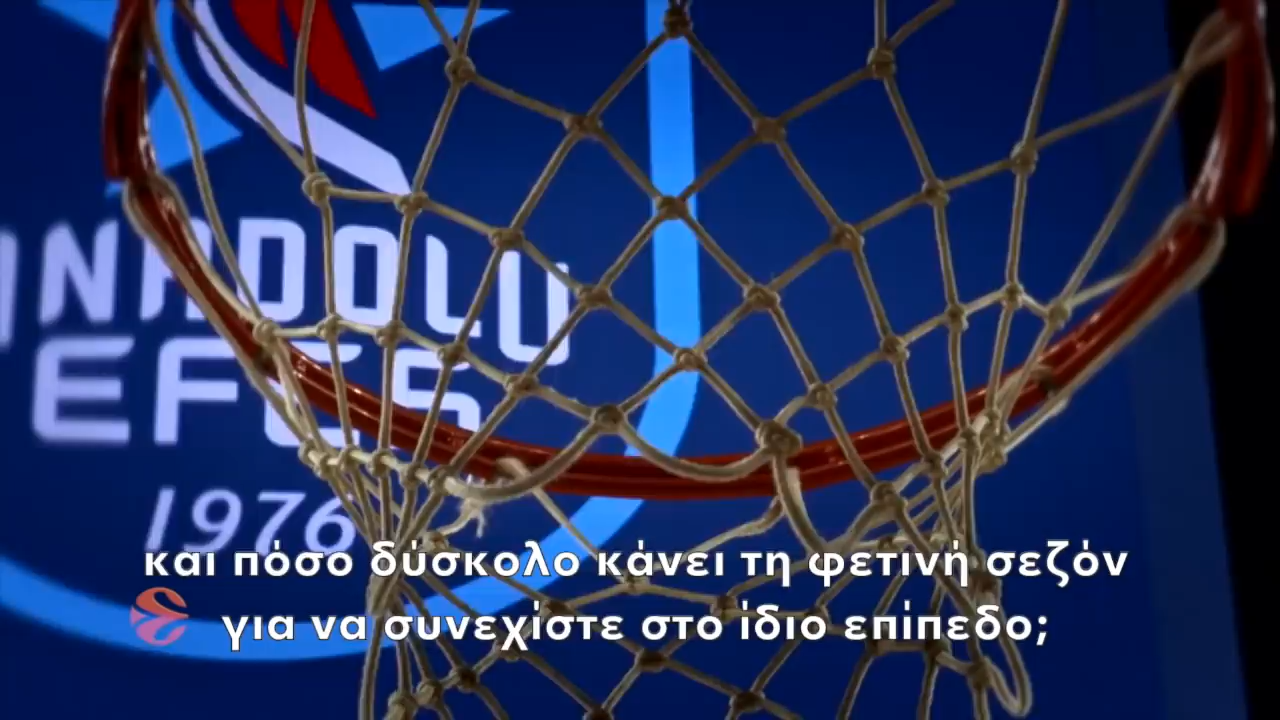 NADOLU
EFES
1976
και πόσο δύσκολο κάνει τη φετινή σεζόν
για να συνεχίστε στο ίδιο επίπεδο;